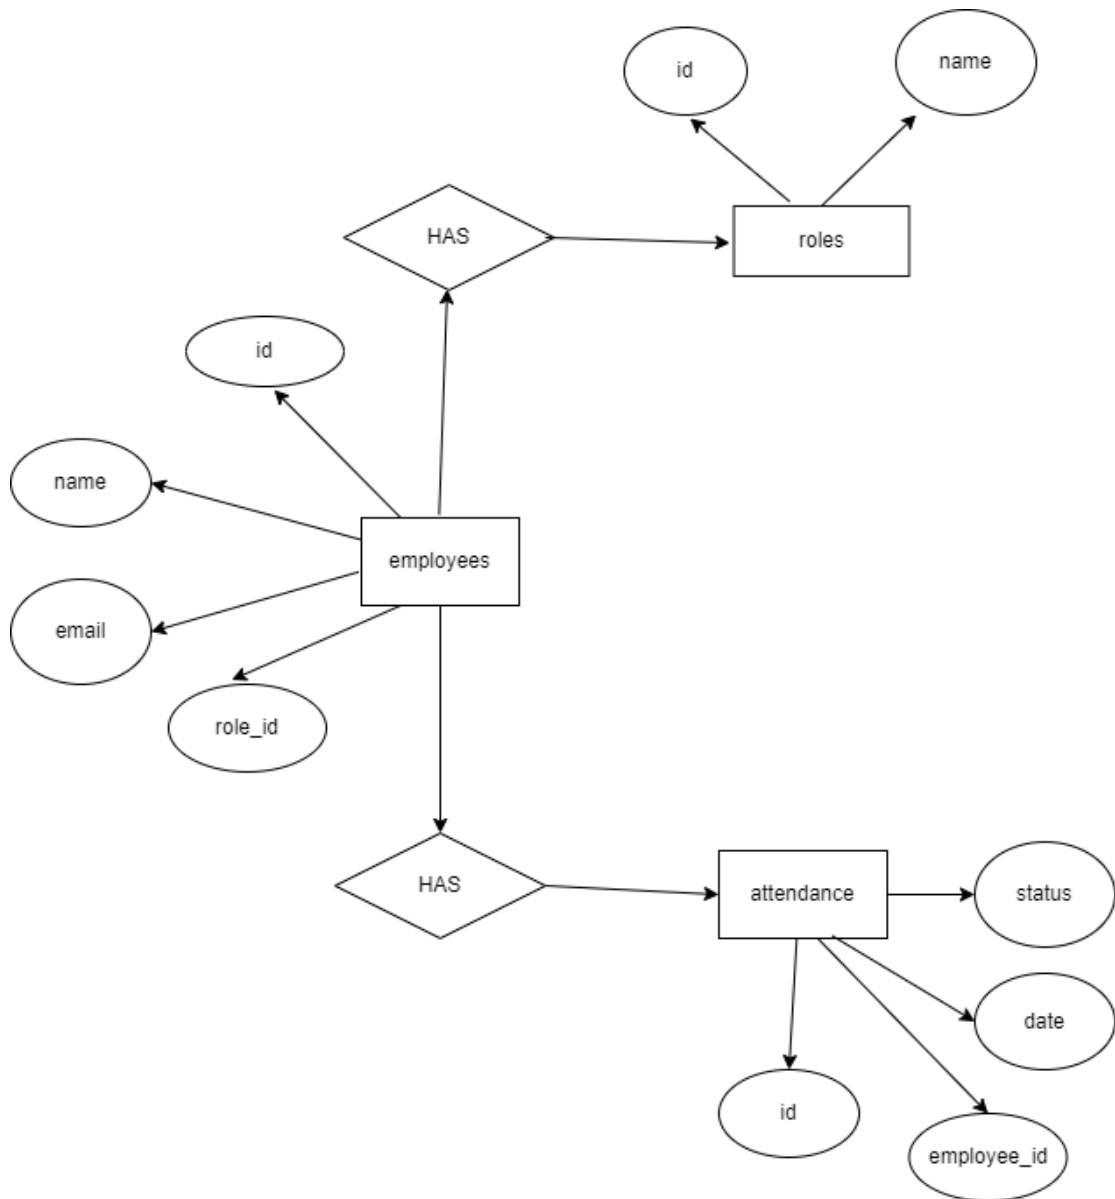 id
name
HAS
roles
id
name
employees
email
role_id
HAS
attendance
status
date
id
employee_id